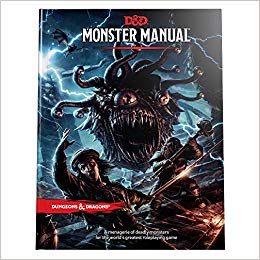 D&D
MONSTER MANUAL
DUNGEONS & DRAGONS®
A menagerie of deadly monsters
for the world's greatest roleplaying game